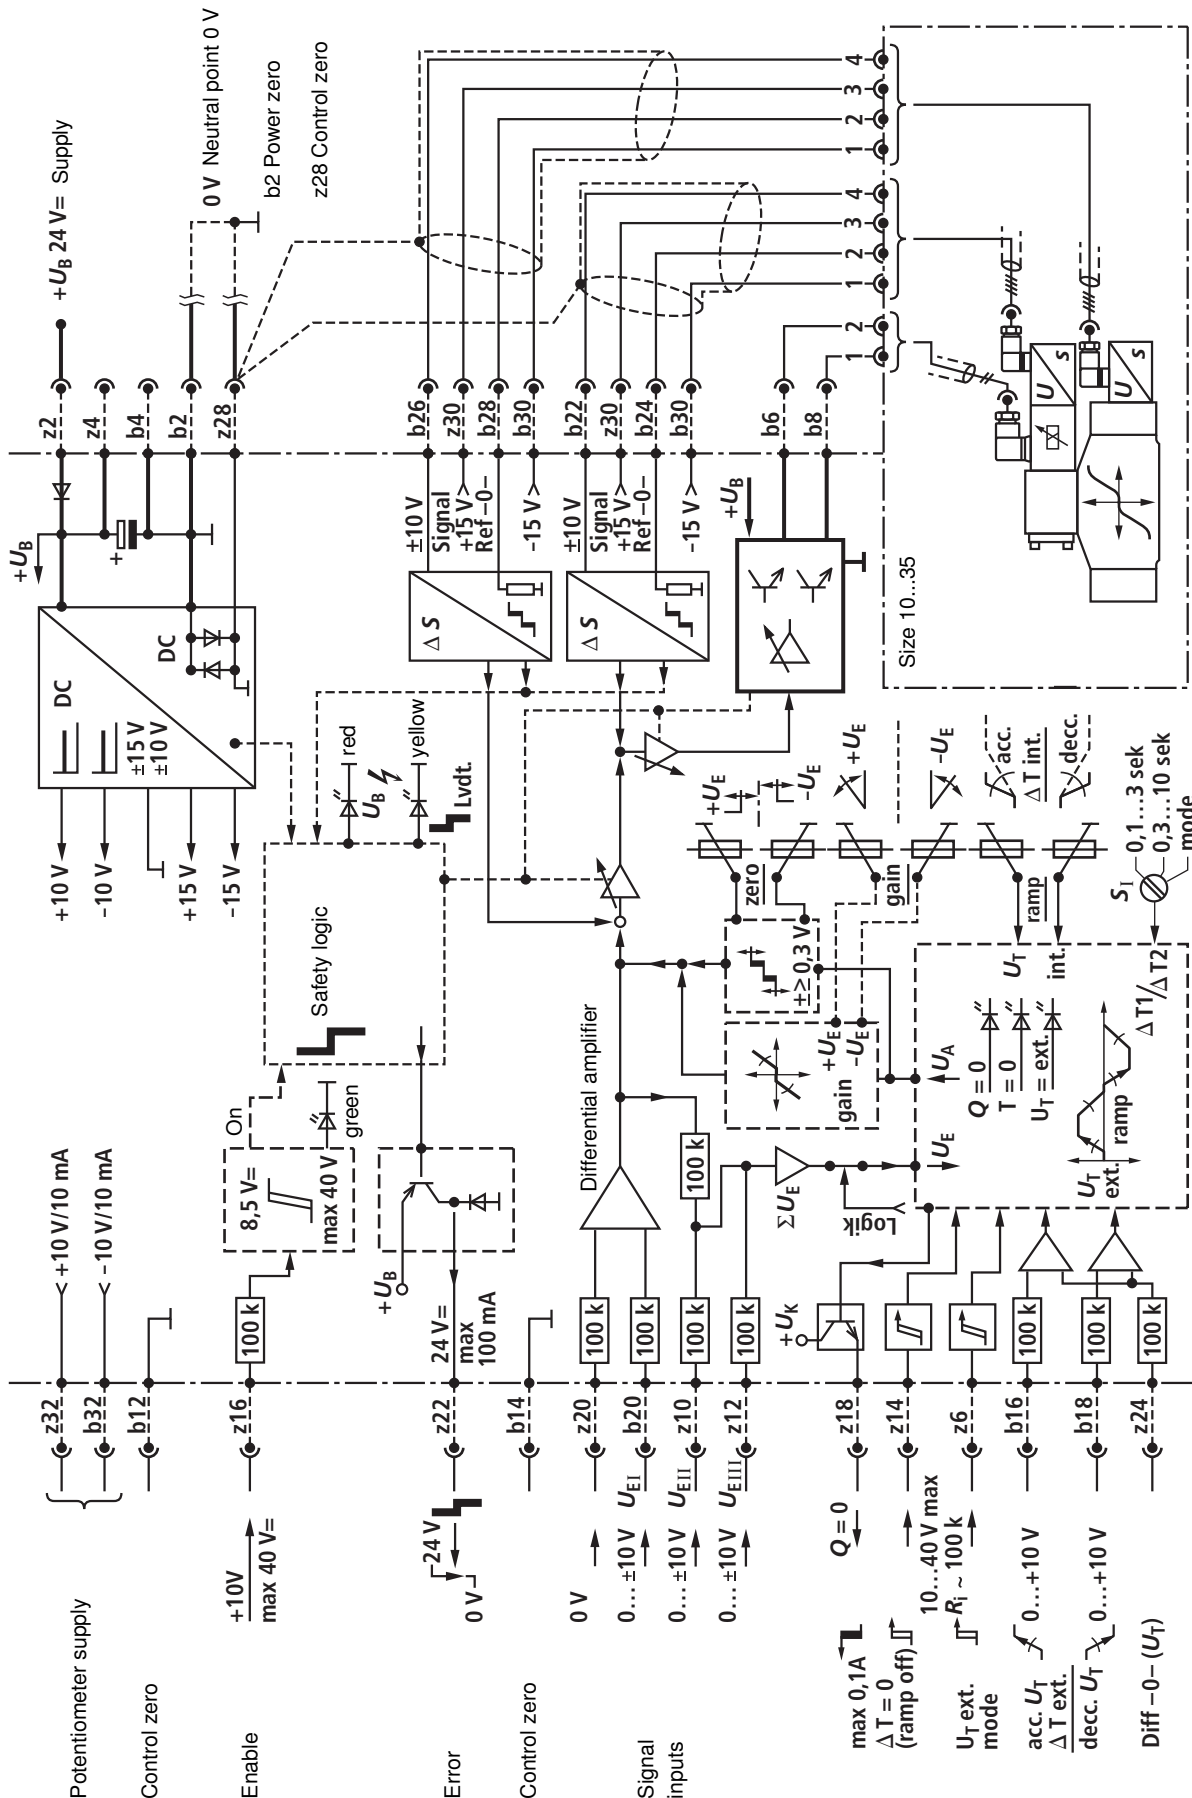 Potentiometer supply
z32
+10 V/10 mA
b32
–10 V/10 mA
Control zero
b12
Enable
+10V
max 40 V=
z16
100 k
8,5 V=
max 40 V
On
green
Safety logic
red
U_B
yellow
Lvdt.
Error
24 V
0 V
z22
24 V=
max
100 mA
+U_B
Control zero
b14
Signal
inputs
0 V
z20
100 k
0… ±10 V
U_EI
b20
100 k
0… ±10 V
U_EII
z10
100 k
0… ±10 V
U_EIII
z12
100 k
100 k
Differential amplifier
ΣU_E
Logik
max 0,1A
Q = 0
z18
+U_K
ΔT = 0
(ramp off)
10…40 V max
R_i ~ 100 k
z14
U_T ext.
mode
z6
acc. U_T
ΔT ext.
decc. U_T
0…+10 V
b16
100 k
0…+10 V
b18
100 k
Diff –0– (U_T)
z24
100 k
U_E
U_A
Q = 0
T = 0
U_T = ext.
U_T
ext.
ramp
U_T
int.
ΔT1/ΔT2
gain
+U_E
–U_E
±≥0,3 V
zero
gain
ramp
S_I
+U_E
–U_E
+U_E
–U_E
acc.
ΔT int.
decc.
0,1…3 sek
0,3…10 sek
mode
+10 V
–10 V
+15 V
–15 V
DC
±15 V
±10 V
DC
+U_B
+
z2
z4
b4
b2
z28
+U_B 24 V= Supply
0 V Neutral point 0 V
b2 Power zero
z28 Control zero
ΔS
±10 V
Signal
+15 V
Ref –0–
–15 V
b26
z30
b28
b30
ΔS
±10 V
Signal
+15 V
Ref –0–
–15 V
b22
z30
b24
b30
+U_B
b6
b8
1
2
1
2
3
4
1
2
3
4
Size 10…35
U
s
U
s